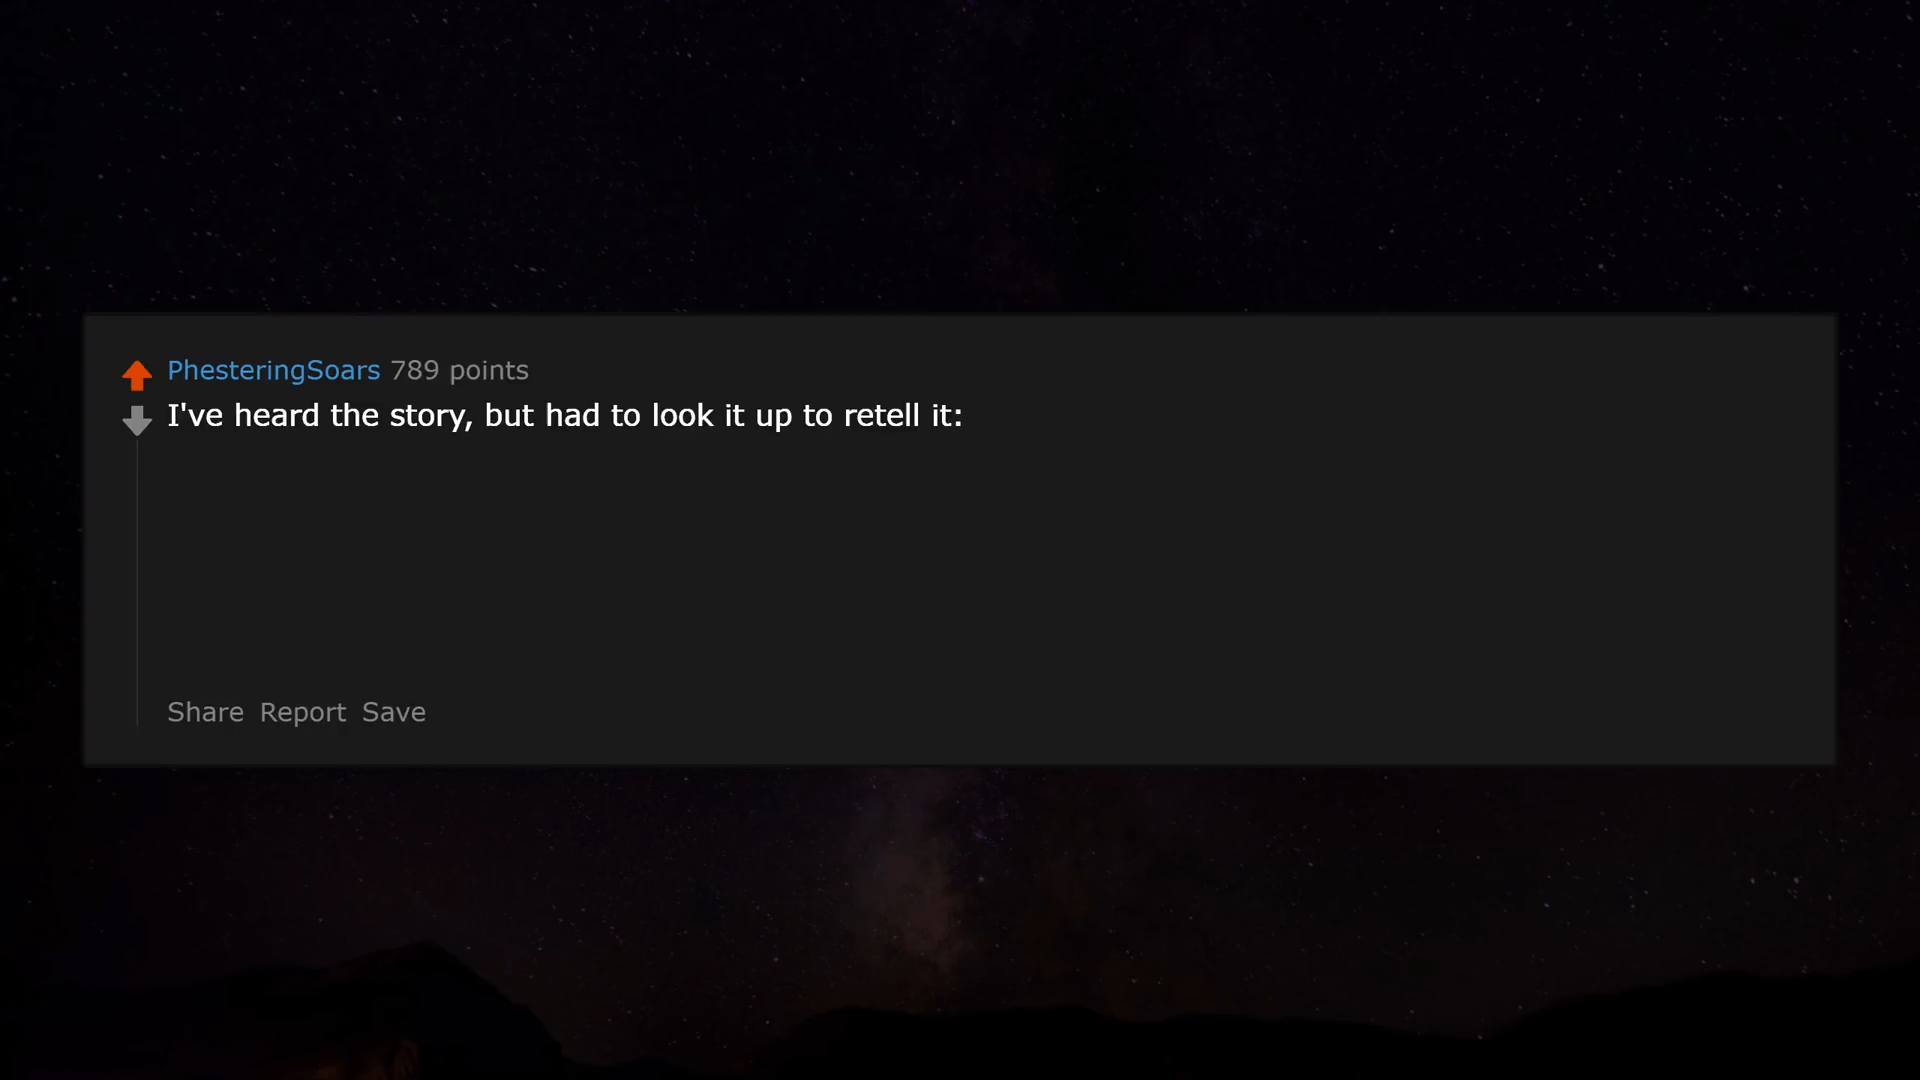 PhesteringSoars 789 points
I've heard the story, but had to look it up to retell it:
Share Report Save